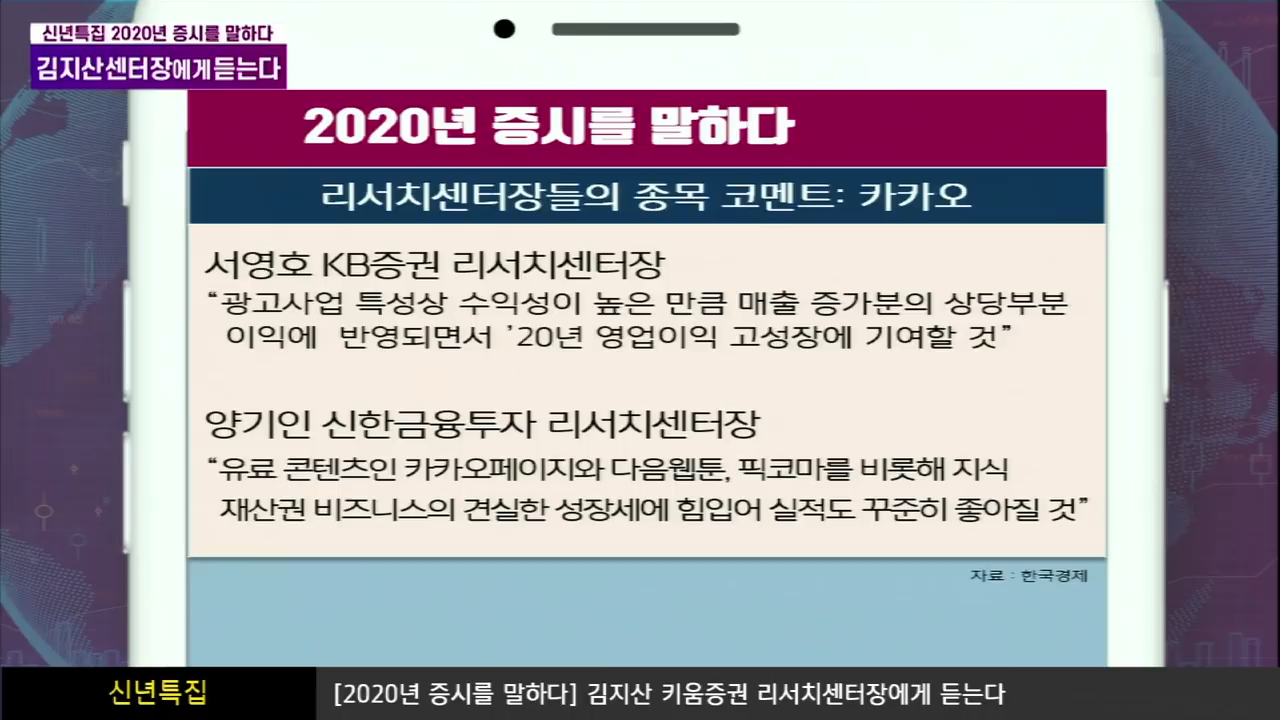 신년특집 2020년 증시를 말하다
김지산센터장에게 듣는다
2020년 증시를 말하다
리서치센터장들의 종목 코멘트: 카카오
서영호 KB증권 리서치센터장
“광고사업 특성상 수익성이 높은 만큼 매출 증가분의 상당부분
이익에 반영되면서 ’20년 영업이익 고성장에 기여할 것”
양기인 신한금융투자 리서치센터장
“유료 콘텐츠인 카카오페이지와 다음웹툰, 픽코마를 비롯해 지식
재산권 비즈니스의 견실한 성장세에 힘입어 실적도 꾸준히 좋아질 것”
자료 : 한국경제
신년특집
[2020년 증시를 말하다] 김지산 키움증권 리서치센터장에게 듣는다